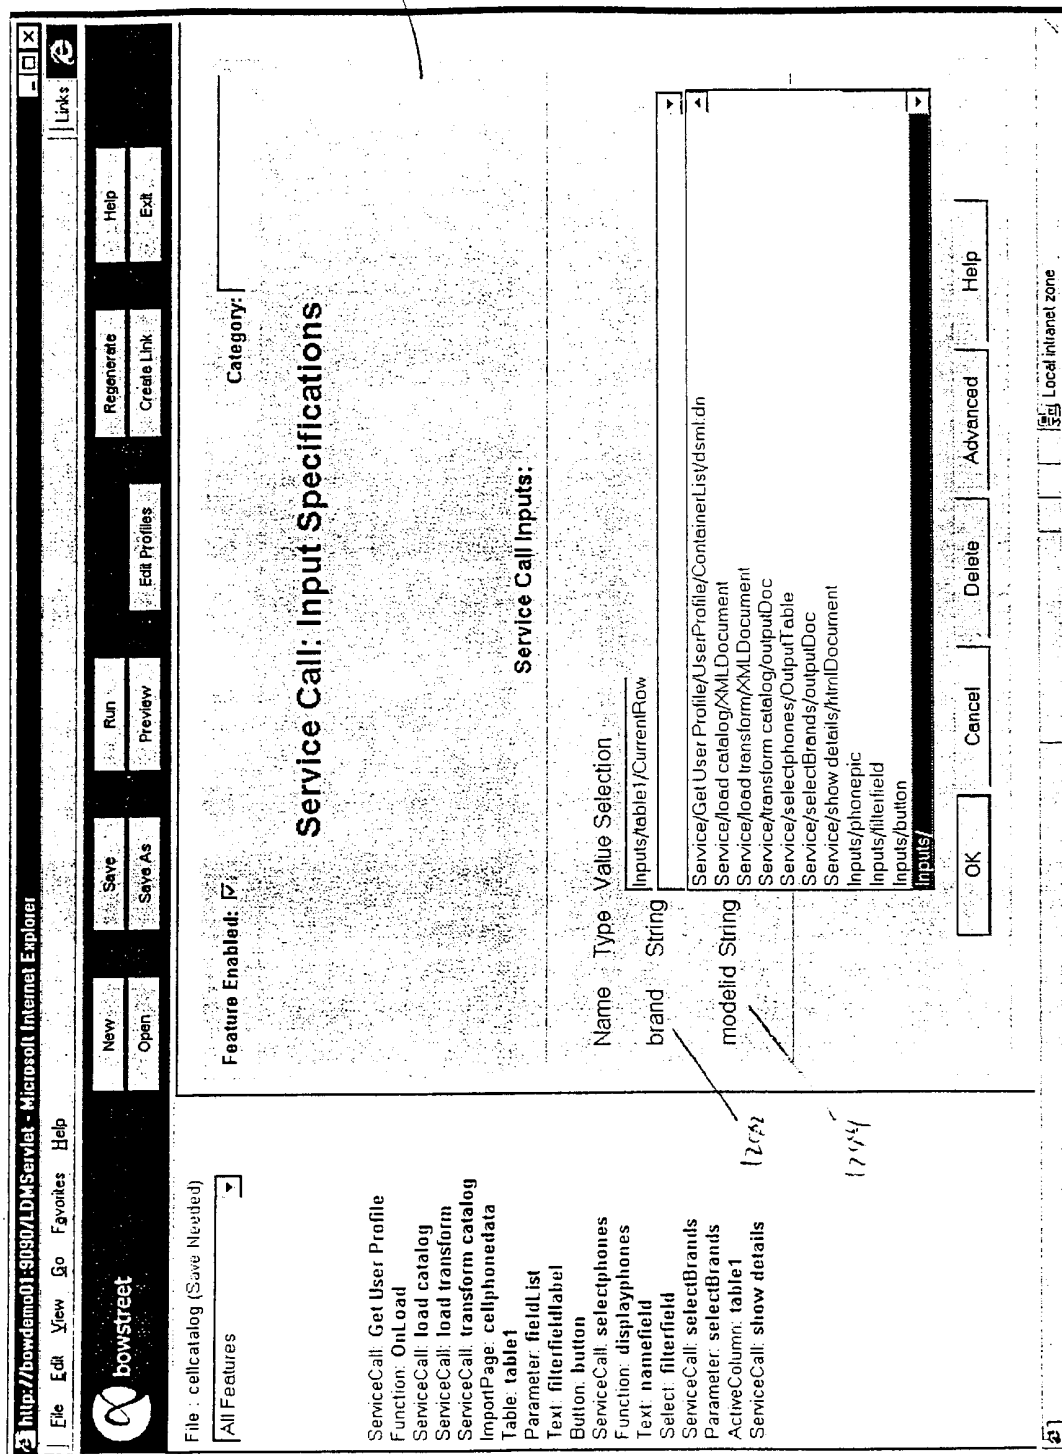 http://bowdemo01:9090/LDMServlet - Microsoft Internet Explorer
File Edit View Go Favorites Help
Links
bowstreet
New
Save
Run
Regenerate
Help
Open
Save As
Preview
Edit Profiles
Create Link
Exit
File : cellcatalog (Save Needed)
All Features
ServiceCall: Get User Profile
Function: OnLoad
ServiceCall: load catalog
ServiceCall: load transform
ServiceCall: transform catalog
ImportPage: cellphonedata
Table: table1
Parameter: fieldList
Text: filterfieldlabel
Button: button
ServiceCall: selectphones
Function: displayphones
Text: namefield
Select: filterfield
ServiceCall: selectBrands
Parameter: selectBrands
ActiveColumn: table1
ServiceCall: show details
Feature Enabled:
Category:
Service Call: Input Specifications
Service Call Inputs:
Name Type Value Selection
brand String Inputs/table1/CurrentRow
modelid String
Service/Get User Profile/UserProfile/ContainerList/dsml:dn
Service/load catalog/XMLDocument
Service/load transform/XMLDocument
Service/transform catalog/outputDoc
Service/selectphones/OutputTable
Service/selectBrands/outputDoc
Service/show details/htmlDocument
Inputs/phonepic
Inputs/filterfield
Inputs/button
Inputs/
OK
Cancel
Delete
Advanced
Help
Local intranet zone